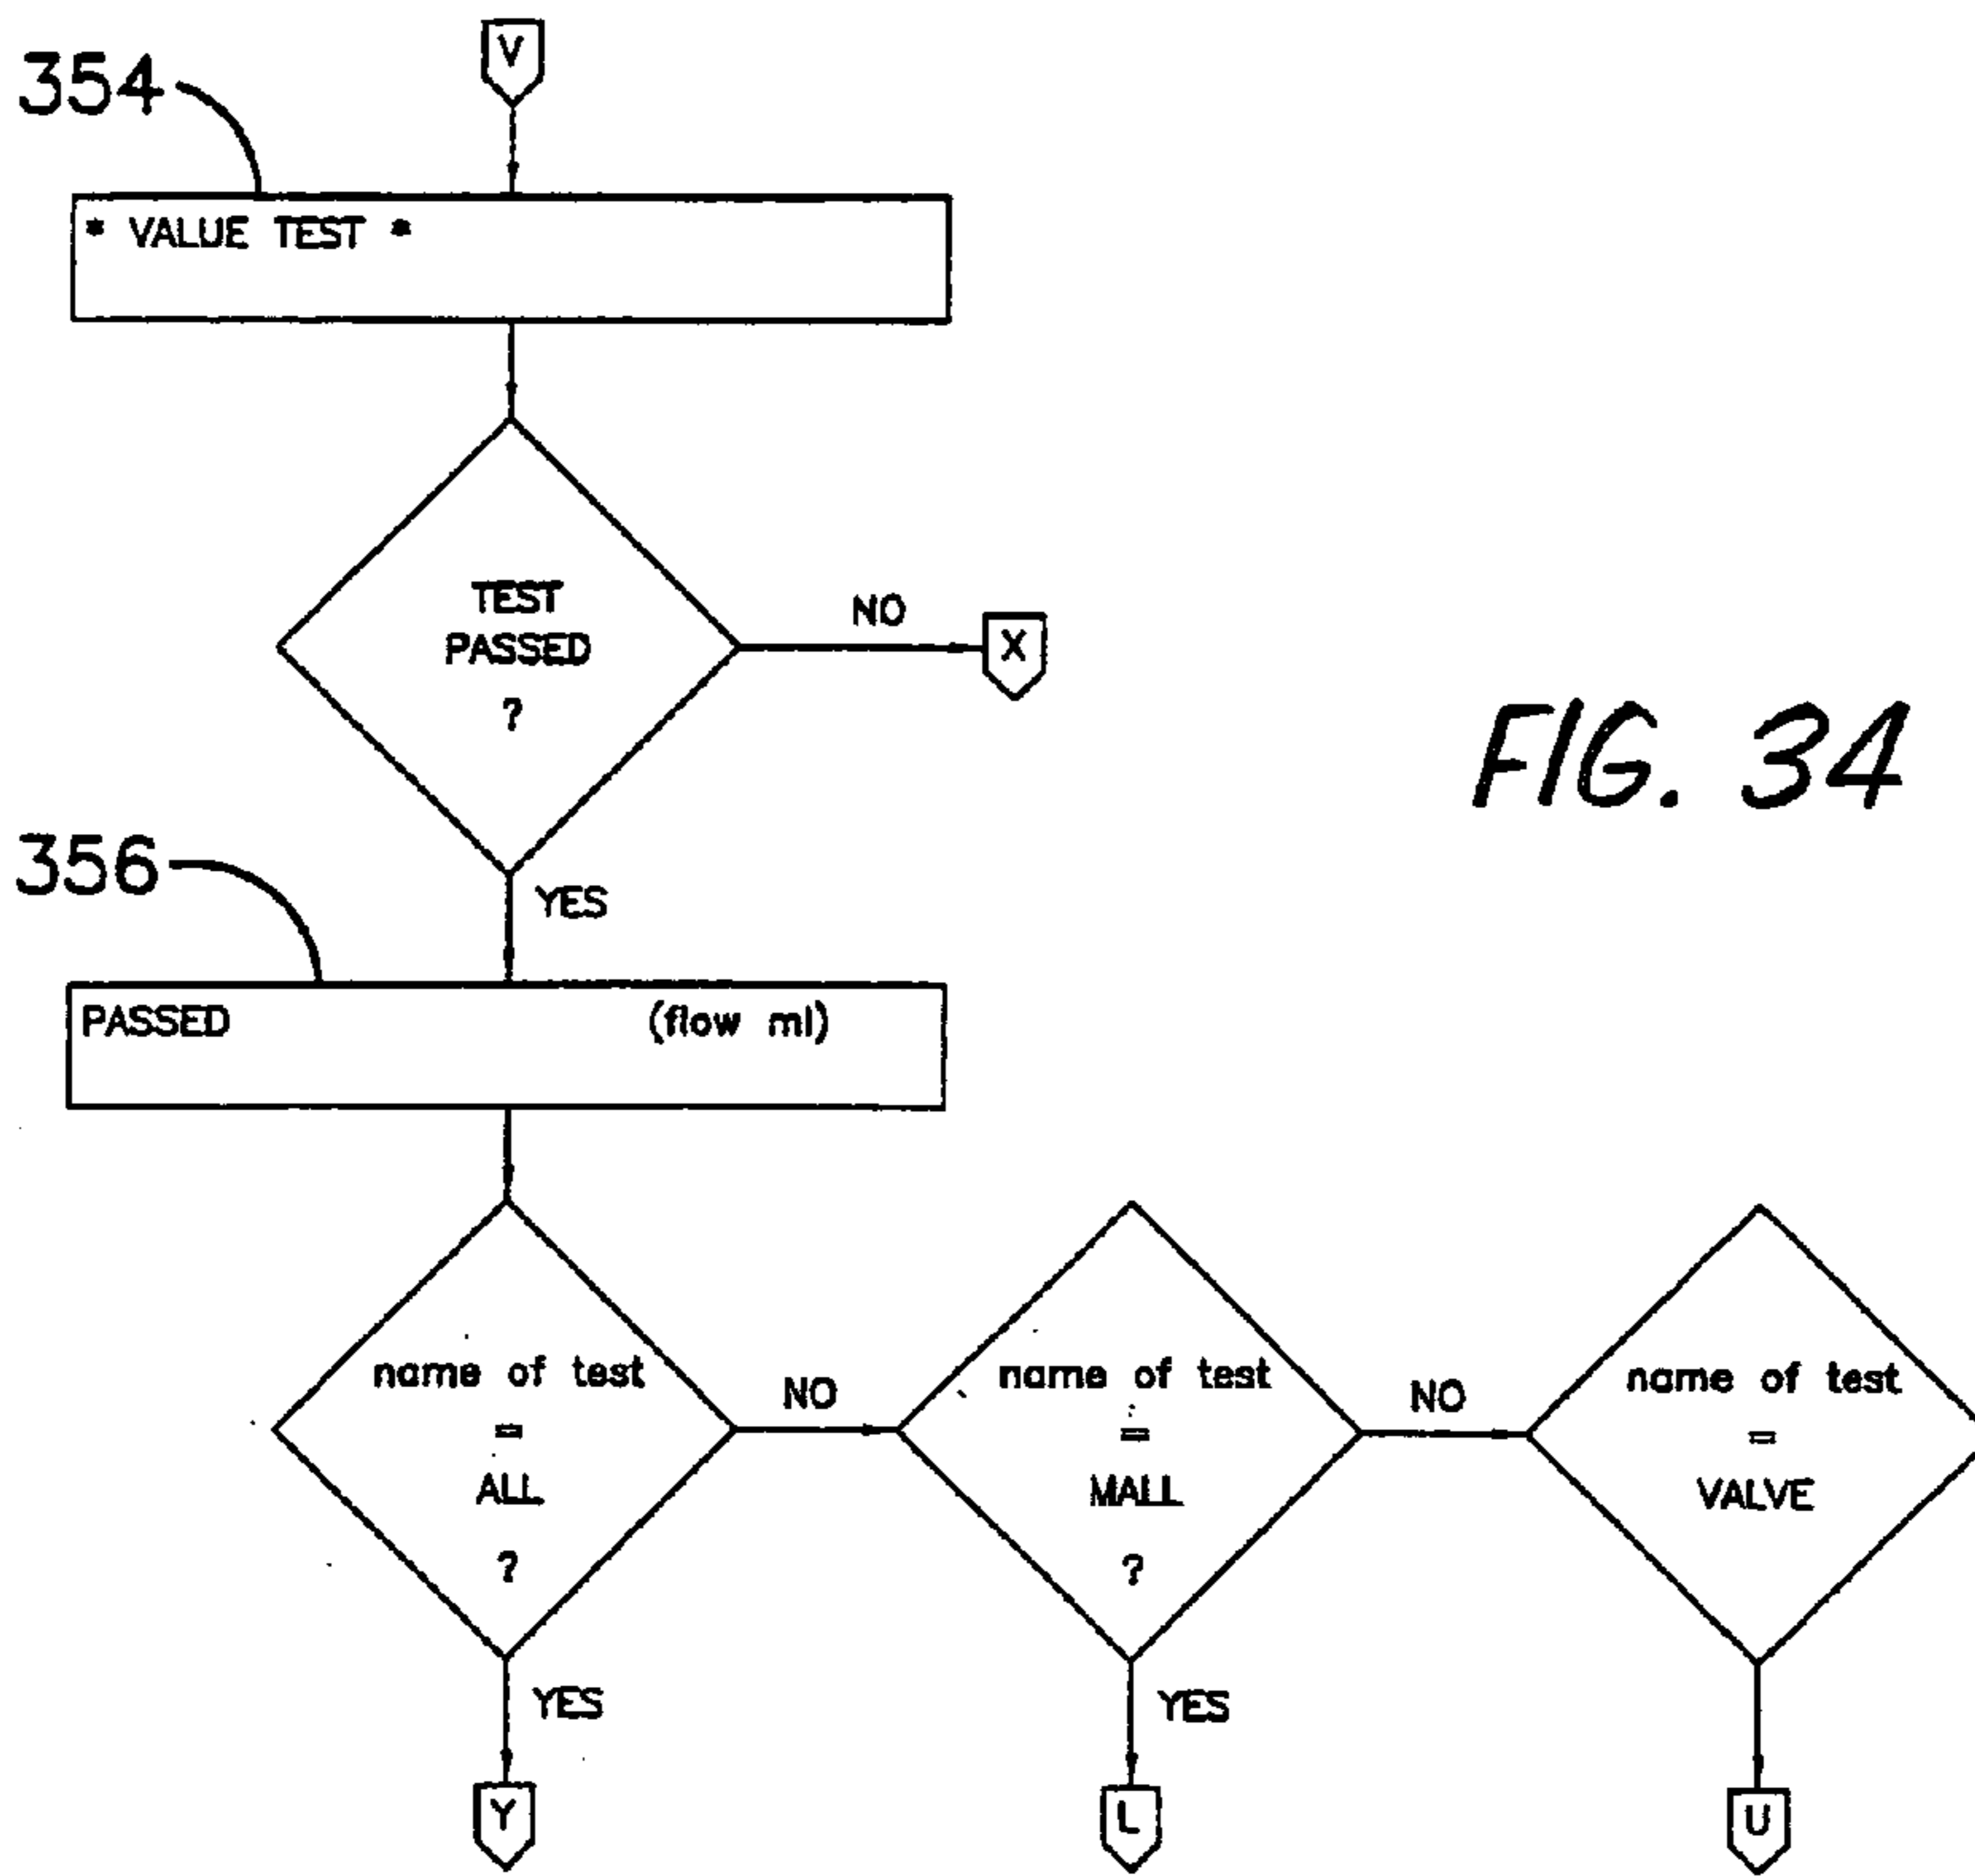 V
354
* VALUE TEST *
TEST
PASSED
?
NO
X
FIG. 34
YES
356
PASSED (flow ml)
name of test
=
ALL
?
NO
name of test
=
MALL
?
NO
name of test
=
VALVE
YES
YES
Y
L
U